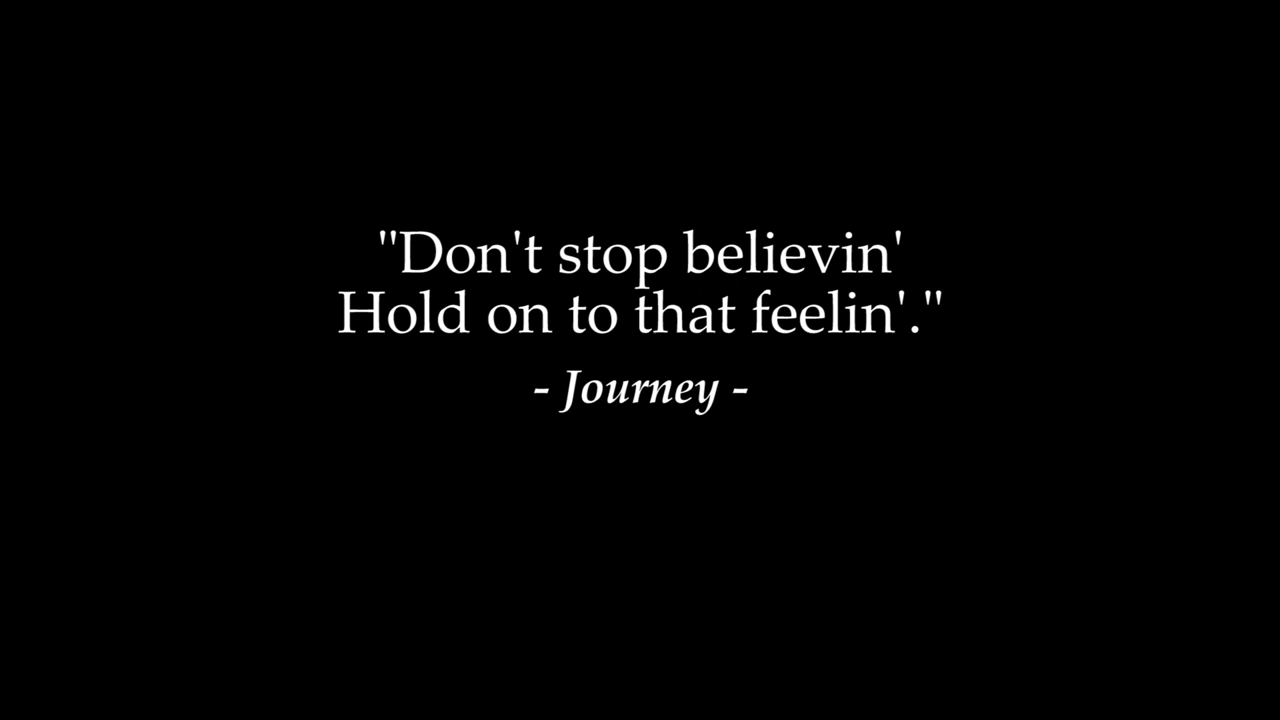 "Don't stop believin'
Hold on to that feelin'."
- Journey -